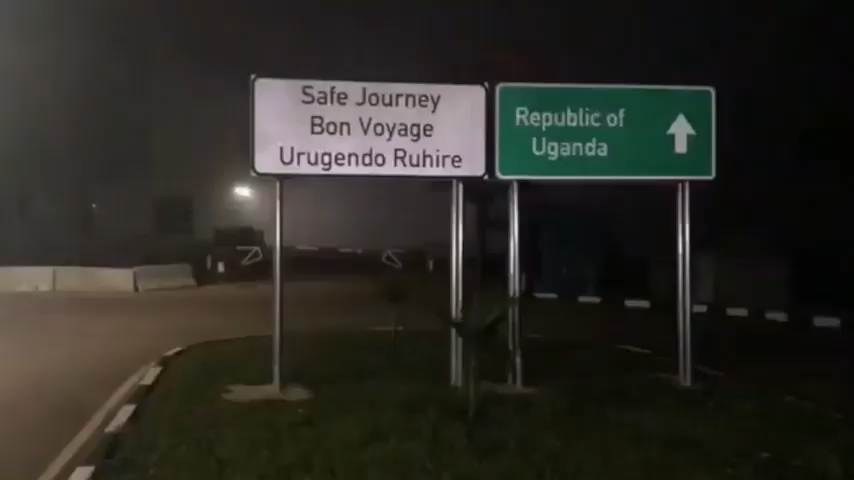 Safe Journey
Bon Voyage
Urugendo Ruhire
Republic of
Uganda